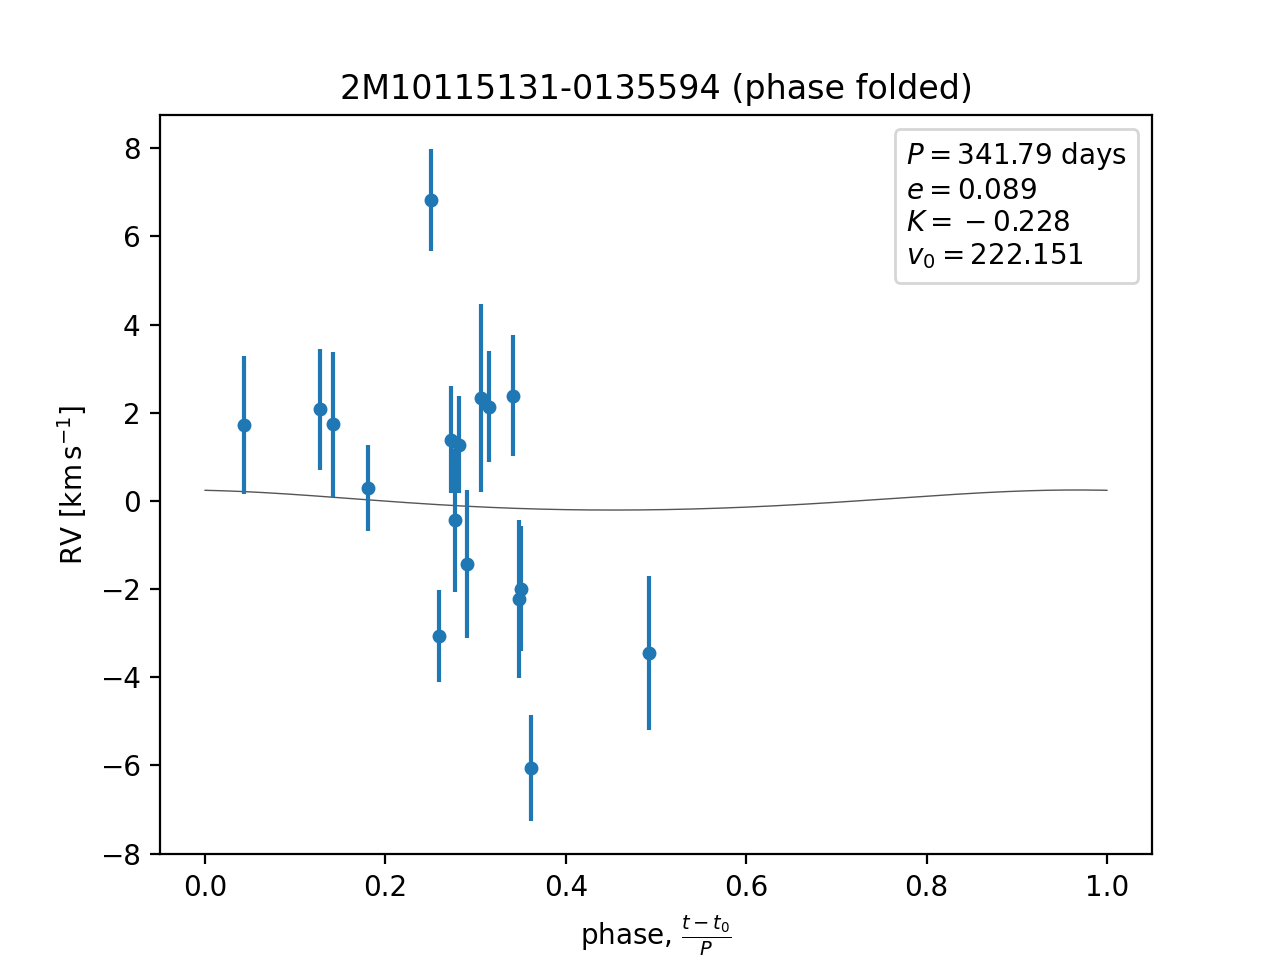 2M10115131-0135594 (phase folded)
P = 341.79 days
e = 0.089
K = −0.228
v₀ = 222.151
8
6
4
2
0
−2
−4
−6
−8
RV [km s⁻¹]
0.0 0.2 0.4 0.6 0.8 1.0
phase, (t − t₀)/P